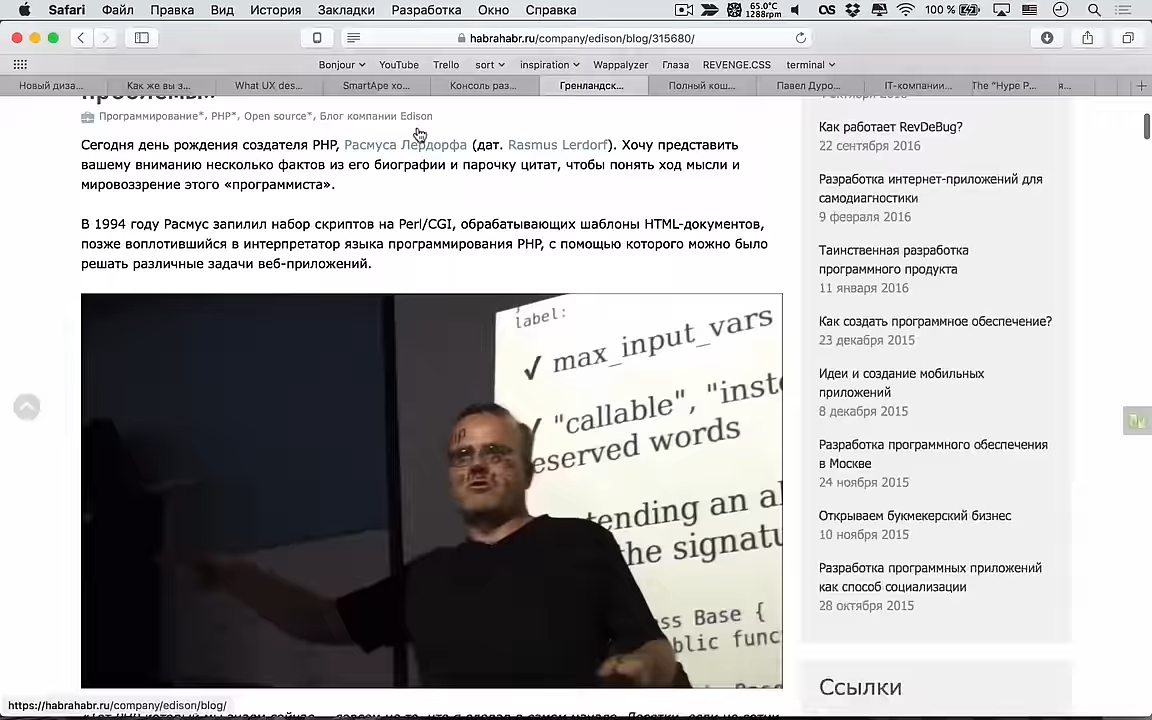 Safari Файл Правка Вид История Закладки Разработка Окно Справка
65.0°C
1288rpm
100 %
habrahabr.ru/company/edison/blog/315680/
Bonjour YouTube Trello sort inspiration Wappalyzer Глаза REVENGE.CSS terminal
Новый диза... Как же вы з... What UX des... SmartApe хо... Консоль раз... Гренландск... Полный кош... Павел Дуро... IT-компании... The "Hype P... я...
проблемы»
Программирование*, PHP*, Open source*, Блог компании Edison
Сегодня день рождения создателя PHP, Расмуса Лердорфа (дат. Rasmus Lerdorf). Хочу представить
вашему вниманию несколько фактов из его биографии и парочку цитат, чтобы понять ход мысли и
мировоззрение этого «программиста».
В 1994 году Расмус запилил набор скриптов на Perl/CGI, обрабатывающих шаблоны HTML-документов,
позже воплотившийся в интерпретатор языка программирования PHP, с помощью которого можно было
решать различные задачи веб-приложений.
label:
✓ max_input_vars
✓ "callable", "inste
eserved words
tending an al
the signatu
ss Base {
blic func
Как работает RevDeBug?
22 сентября 2016
Разработка интернет-приложений для
самодиагностики
9 февраля 2016
Таинственная разработка
программного продукта
11 января 2016
Как создать программное обеспечение?
23 декабря 2015
Идеи и создание мобильных
приложений
8 декабря 2015
Разработка программного обеспечения
в Москве
24 ноября 2015
Открываем букмекерский бизнес
10 ноября 2015
Разработка программных приложений
как способ социализации
28 октября 2015
Ссылки
https://habrahabr.ru/company/edison/blog/